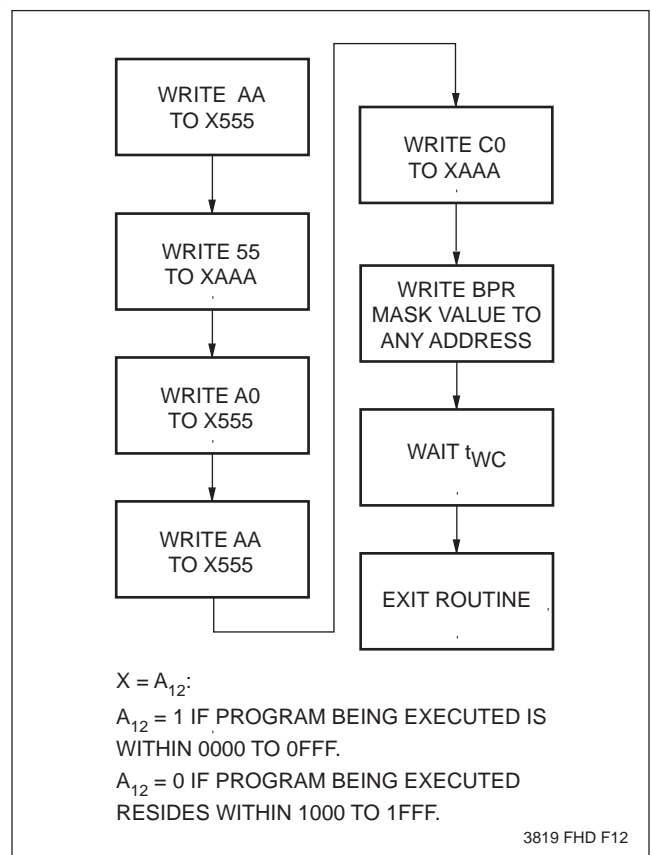 WRITE AA
TO X555
WRITE 55
TO XAAA
WRITE A0
TO X555
WRITE AA
TO X555
WRITE C0
TO XAAA
WRITE BPR
MASK VALUE TO
ANY ADDRESS
WAIT tWC
EXIT ROUTINE
X = A12:
A12 = 1 IF PROGRAM BEING EXECUTED IS
WITHIN 0000 TO 0FFF.
A12 = 0 IF PROGRAM BEING EXECUTED
RESIDES WITHIN 1000 TO 1FFF.
3819 FHD F12